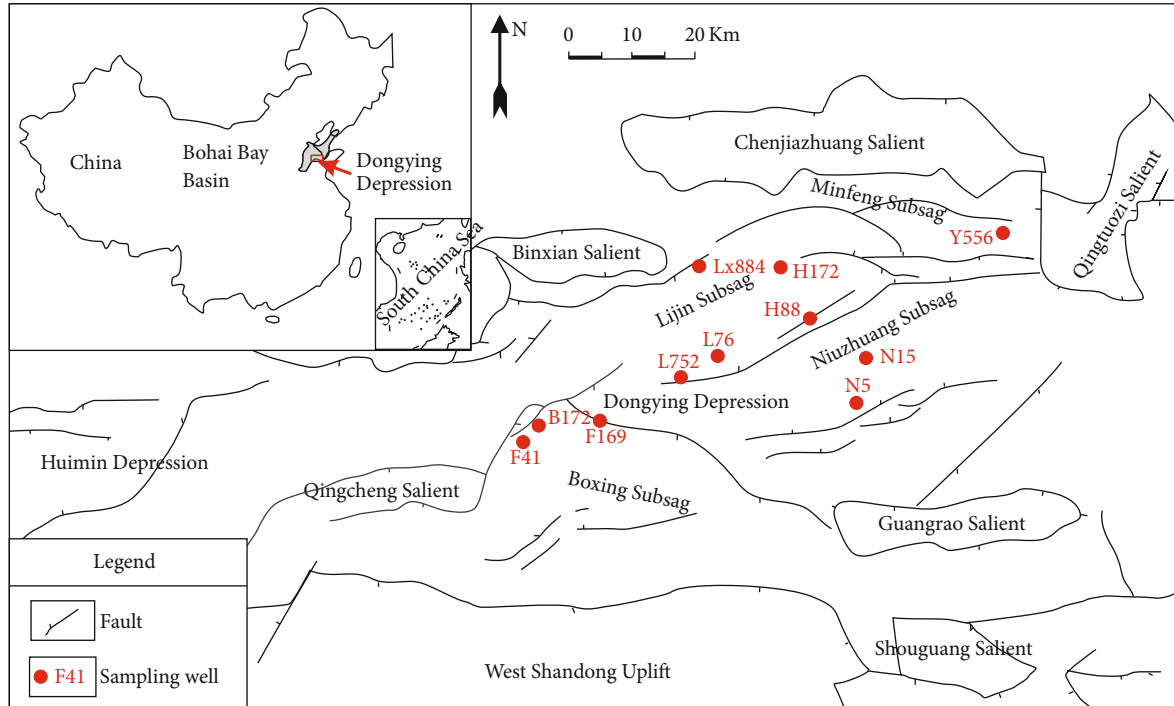 N
0 10 20 Km
China
Bohai Bay
Basin
Dongying
Depression
South China Sea
Chenjiazhuang Salient
Minfeng Subsag
Qingtuozi Salient
Y556
Binxian Salient
Lx884
H172
Lijin Subsag
H88
Niuzhuang Subsag
L76
N15
L752
N5
Dongying Depression
B172
F169
F41
Huimin Depression
Qingcheng Salient
Boxing Subsag
Guangrao Salient
Legend
Fault
F41 Sampling well
West Shandong Uplift
Shouguang Salient